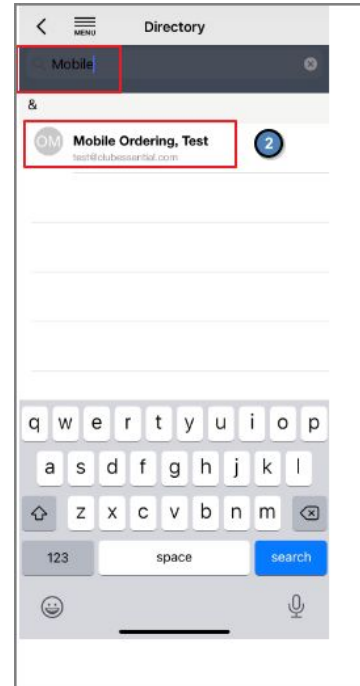 MENU
Directory
Mobile
&
OM
Mobile Ordering, Test
test@clubessential.com
2
q w e r t y u i o p
a s d f g h j k l
z x c v b n m
123 space search